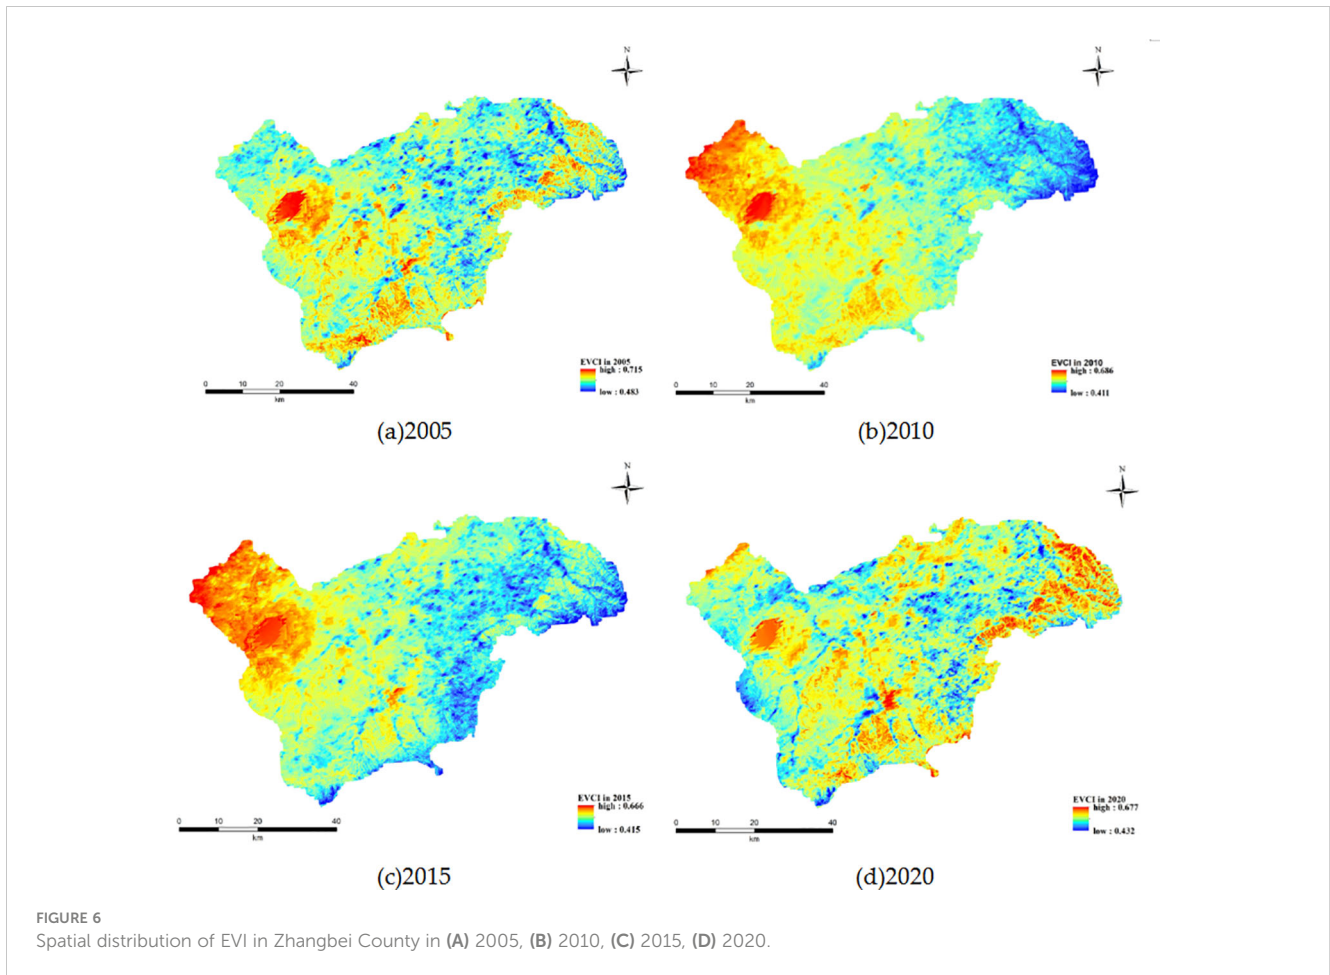 N
N
EVCI in 2005
high : 0.715
low : 0.483
0 10 20 40
km
EVCI in 2010
high : 0.686
low : 0.411
0 10 20 40
km
(a)2005
(b)2010
N
N
EVCI in 2015
high : 0.666
low : 0.415
0 10 20 40
km
EVCI in 2020
high : 0.677
low : 0.432
0 10 20 40
km
(c)2015
(d)2020
FIGURE 6
Spatial distribution of EVI in Zhangbei County in (A) 2005, (B) 2010, (C) 2015, (D) 2020.